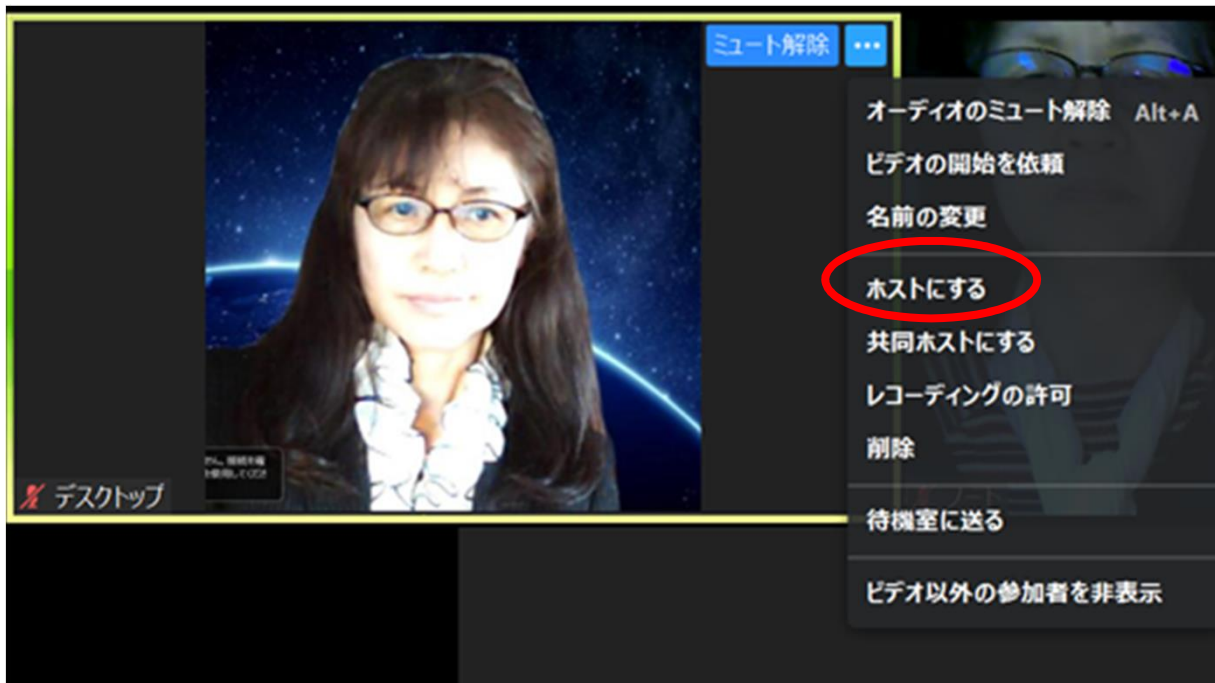 ミュート解除
オーディオのミュート解除 Alt+A
ビデオの開始を依頼
名前の変更
ホストにする
共同ホストにする
レコーディングの許可
削除
待機室に送る
ビデオ以外の参加者を非表示
デスクトップ
ノート